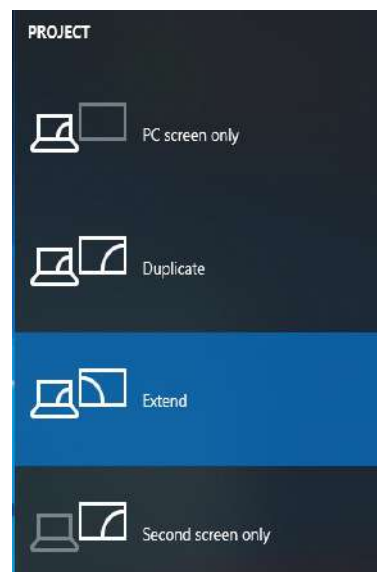 PROJECT
PC screen only
Duplicate
Extend
Second screen only